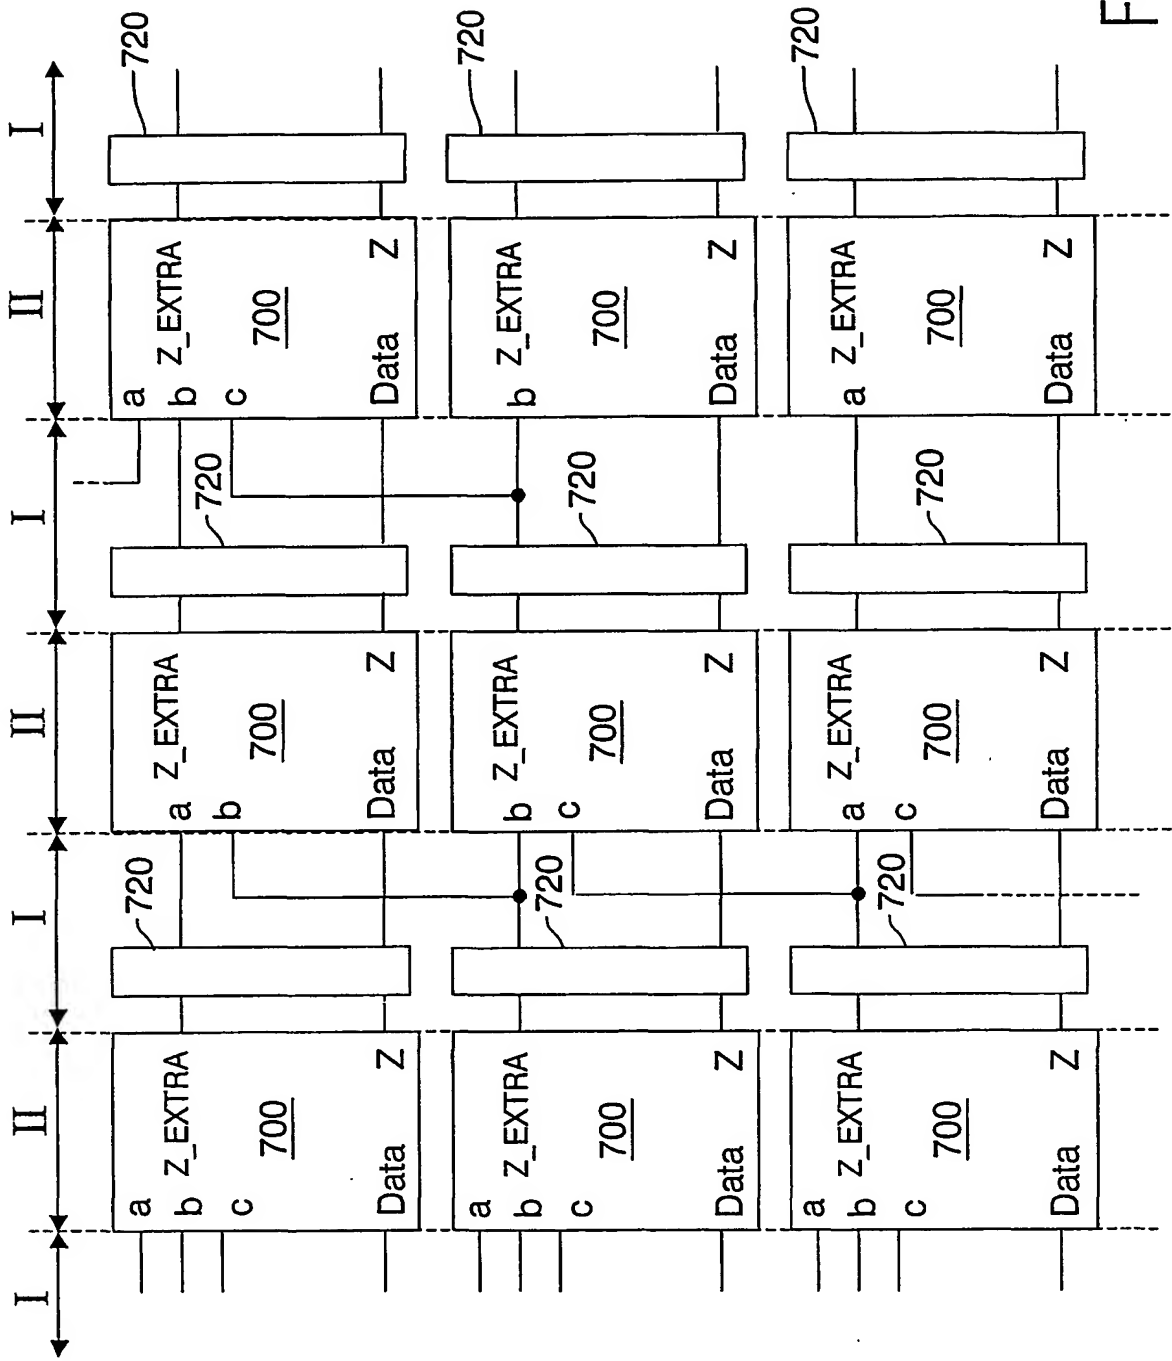 I II I II I II I
a 720 720 a 720
b Z_EXTRA a Z_EXTRA b Z_EXTRA
c b c
700 700 700
Data Z Data Z Data Z
a 720 720 720
b Z_EXTRA b Z_EXTRA b Z_EXTRA
c c
700 700 700
Data Z Data Z Data Z
a 720 720 720
b Z_EXTRA a Z_EXTRA a Z_EXTRA
c c
700 700 700
Data Z Data Z Data Z